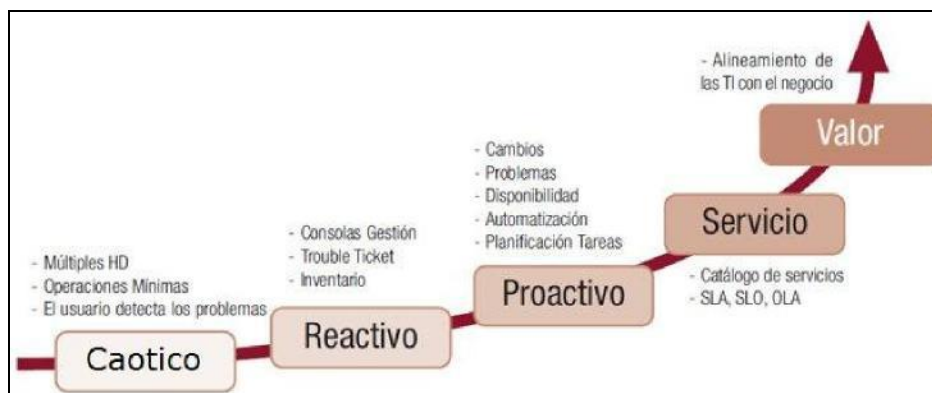 - Múltiples HD
- Operaciones Mínimas
- El usuario detecta los problemas
Caotico
- Consolas Gestión
- Trouble Ticket
- Inventario
Reactivo
- Cambios
- Problemas
- Disponibilidad
- Automatización
- Planificación Tareas
Proactivo
Servicio
- Catálogo de servicios
- SLA, SLO, OLA
- Alineamiento de
las TI con el negocio
Valor